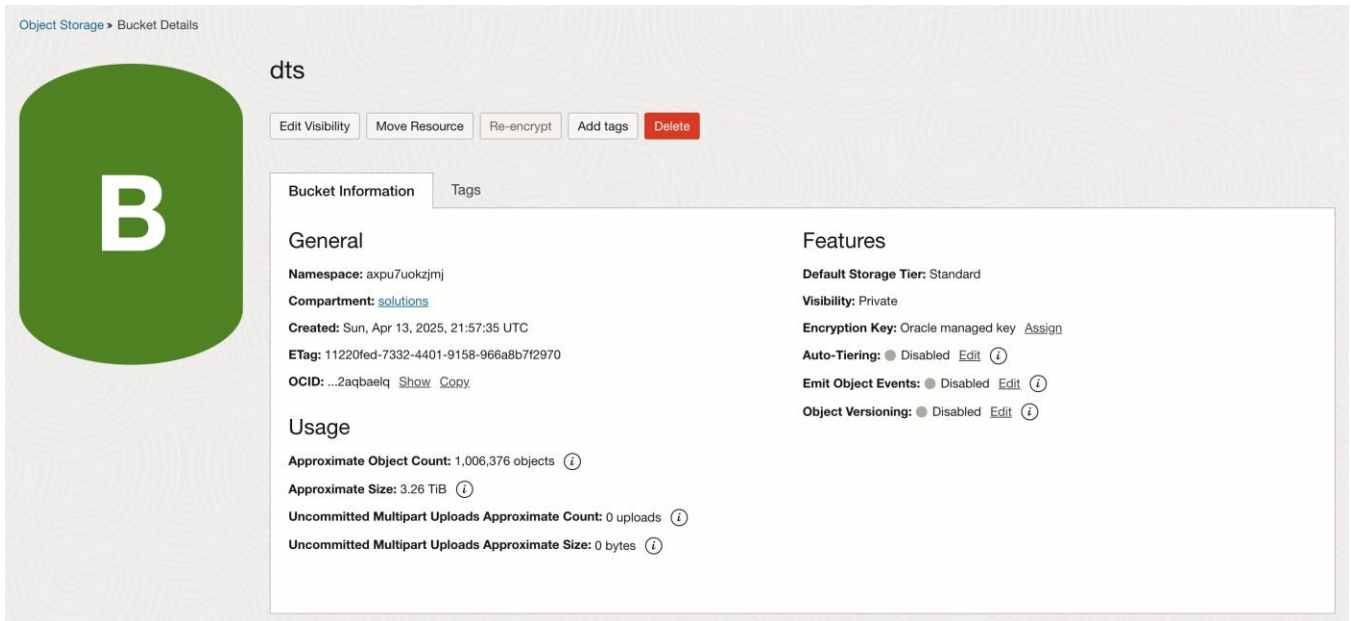 Object Storage » Bucket Details
B
dts
Edit Visibility Move Resource Re-encrypt Add tags Delete
Bucket Information Tags
General
Namespace: axpu7uokzjmj
Compartment: solutions
Created: Sun, Apr 13, 2025, 21:57:35 UTC
ETag: 11220fed-7332-4401-9158-966a8b7f2970
OCID: ...2aqbaelq Show Copy
Usage
Approximate Object Count: 1,006,376 objects i
Approximate Size: 3.26 TiB i
Uncommitted Multipart Uploads Approximate Count: 0 uploads i
Uncommitted Multipart Uploads Approximate Size: 0 bytes i
Features
Default Storage Tier: Standard
Visibility: Private
Encryption Key: Oracle managed key Assign
Auto-Tiering: Disabled Edit i
Emit Object Events: Disabled Edit i
Object Versioning: Disabled Edit i